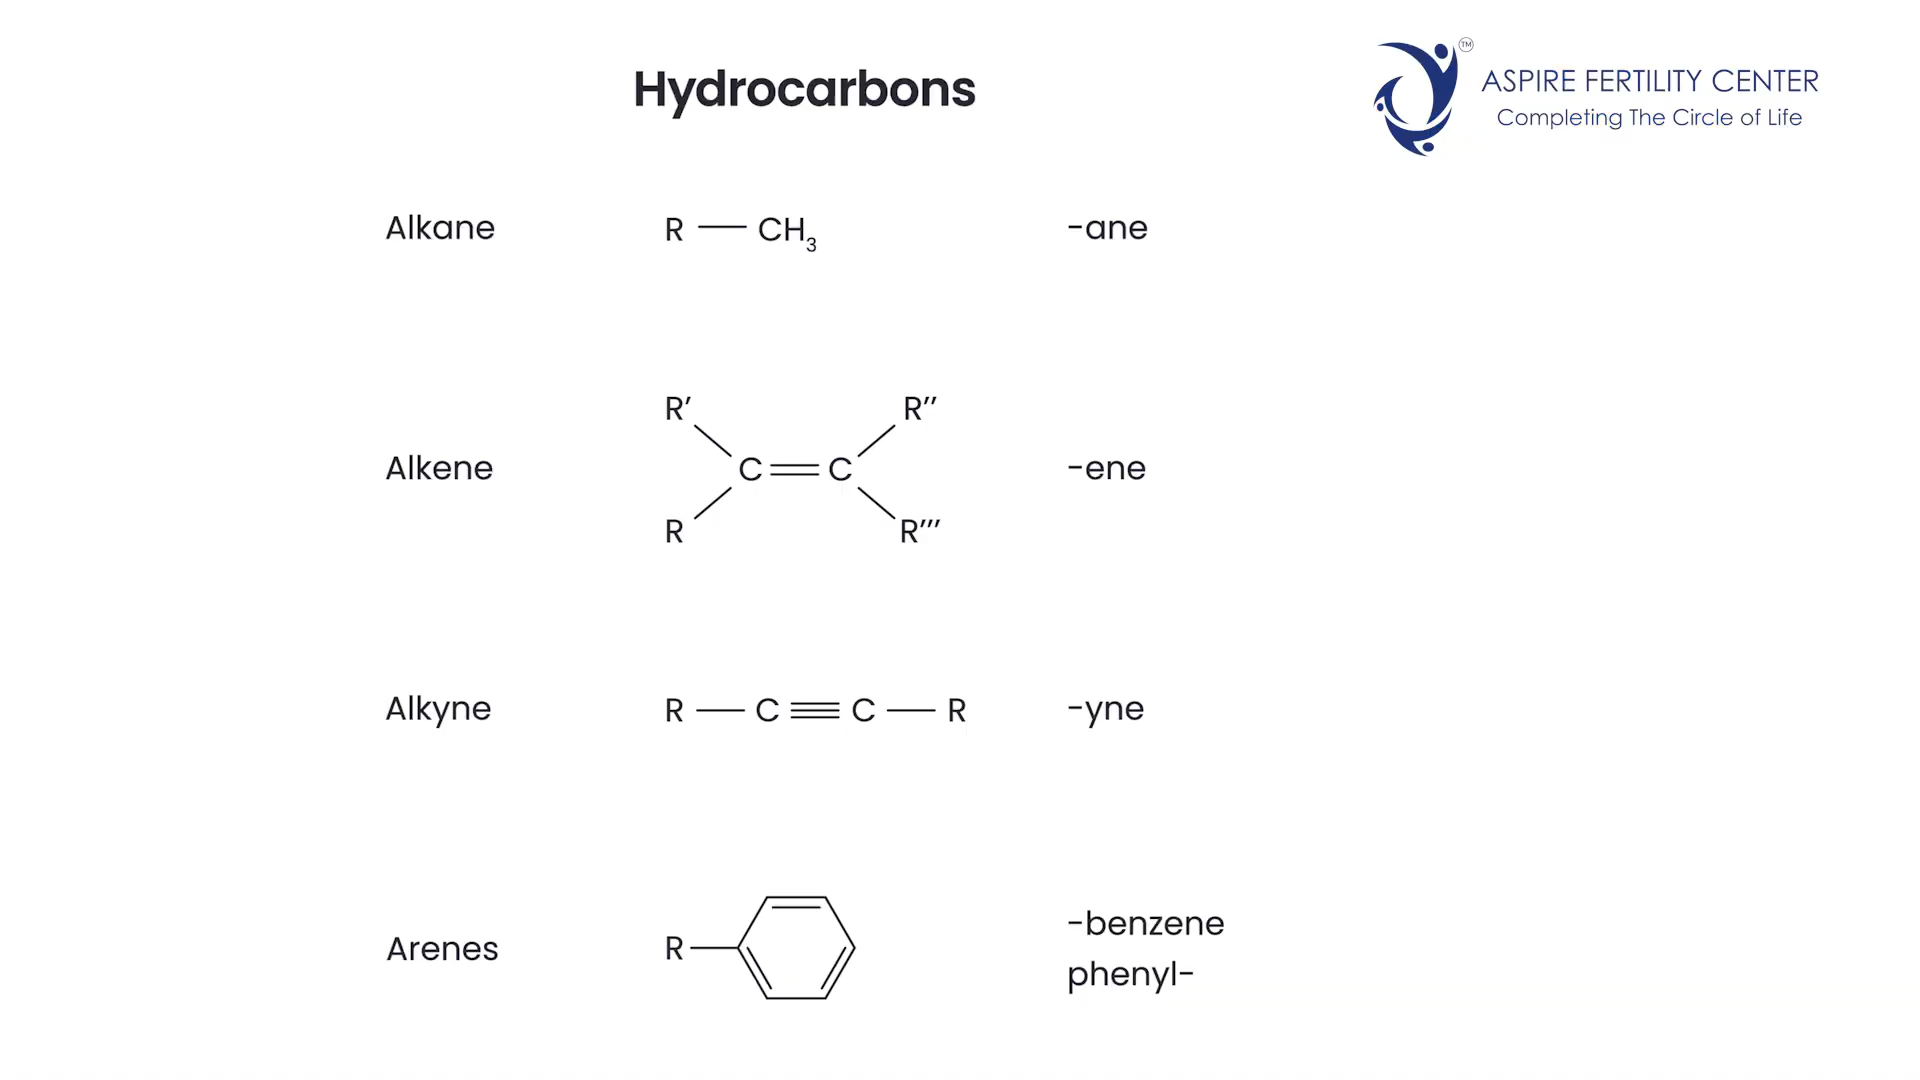 Hydrocarbons
TM
ASPIRE FERTILITY CENTER
Completing The Circle of Life
Alkane R — CH₃ -ane
R′ R′′
Alkene C = C -ene
R R′′′
Alkyne R — C ≡ C — R -yne
-benzene
Arenes R
phenyl-